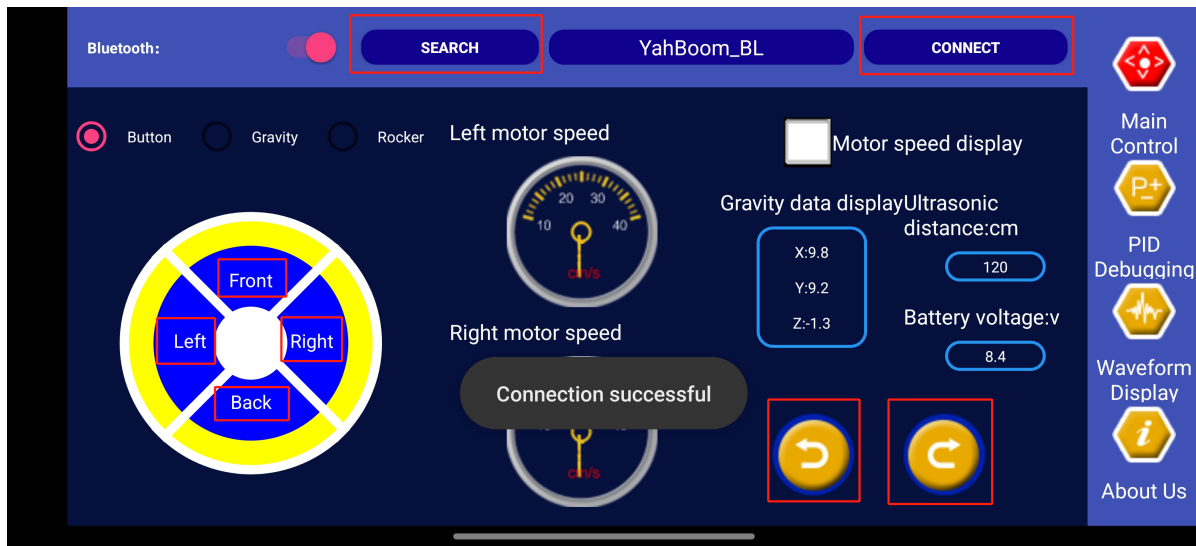 Bluetooth:
SEARCH
YahBoom_BL
CONNECT
Button
Gravity
Rocker
Left motor speed
10
20
30
40
cm/s
Right motor speed
cm/s
Connection successful
Front
Left
Right
Back
Motor speed display
Gravity data display
X:9.8
Y:9.2
Z:-1.3
Ultrasonic
distance:cm
120
Battery voltage:v
8.4
Main
Control
P±
PID
Debugging
Waveform
Display
i
About Us